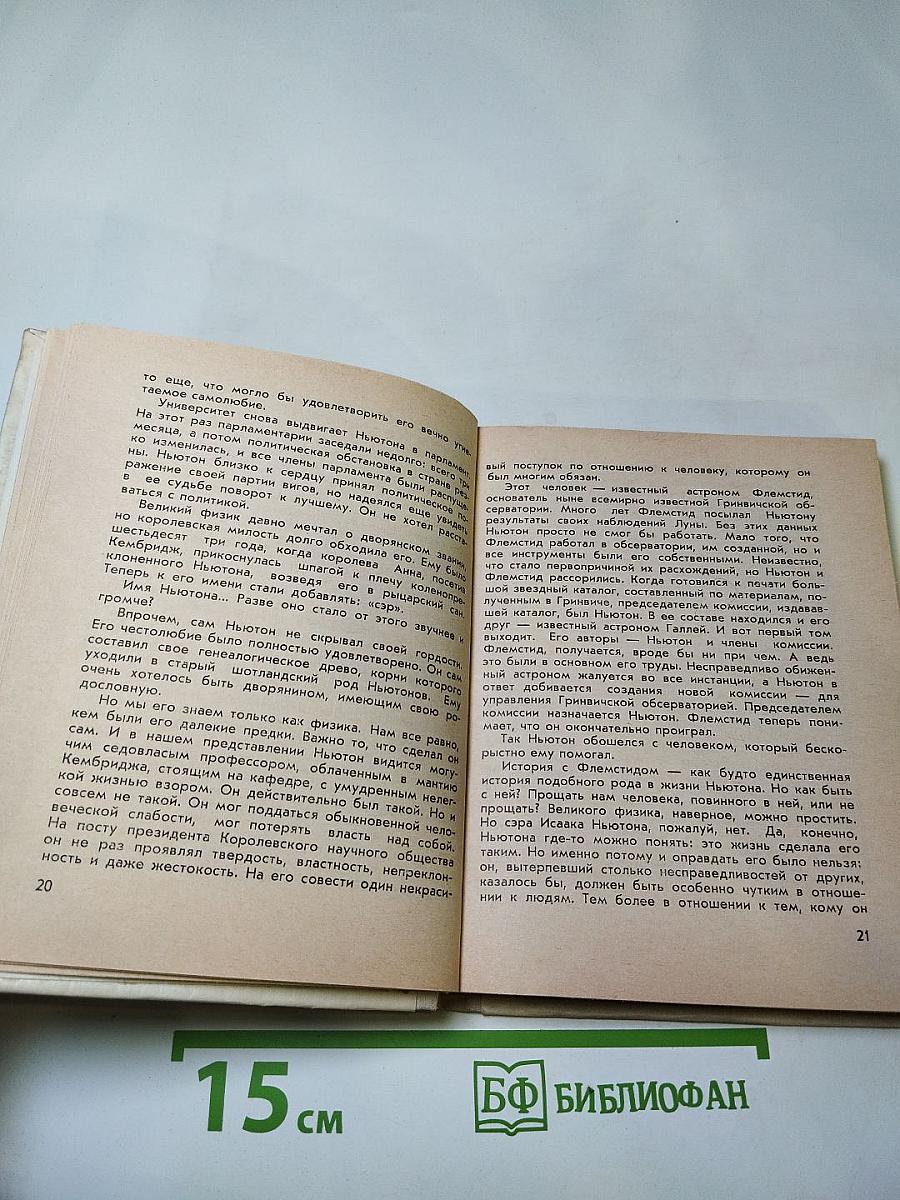 то еще, что могло бы удовлетворить его вечно угне-
таемое самолюбие.
Университет снова выдвигает Ньютона в парламент.
На этот раз парламентарии заседали недолго: всего три
месяца, а потом политическая обстановка в стране рез-
ко изменилась, и все члены парламента были распуще-
ны. Ньютон близко к сердцу принял политическое по-
ражение своей партии вигов, но надеялся еще увидеть
в ее судьбе поворот к лучшему. Он не хотел расста-
ваться с политикой.
Великий физик давно мечтал о дворянском звании,
но королевская милость долго обходила его. Ему было
шестьдесят три года, когда королева Анна, посетив
Кембридж, прикоснулась шпагой к плечу коленопре-
клоненного Ньютона, возведя его в рыцарский сан.
Теперь к его имени стали добавлять: «сэр».
Имя Ньютона... Разве оно стало от этого звучнее и
громче?
Впрочем, сам Ньютон не скрывал своей гордости.
Его честолюбие было полностью удовлетворено. Он сам
составил свое генеалогическое древо, корни которого
уходили в старый шотландский род Ньютонов. Ему
очень хотелось быть дворянином, имеющим свою ро-
дословную.
Но мы его знаем только как физика. Нам все равно,
кем были его далекие предки. Важно то, что сделал он
сам. И в нашем представлении Ньютон видится могу-
чим седовласым профессором, облаченным в мантию
Кембриджа, стоящим на кафедре, с умудренным нелег-
кой жизнью взором. Он действительно был такой. Но и
совсем не такой. Он мог поддаться обыкновенной чело-
веческой слабости, мог потерять власть над собой.
На посту президента Королевского научного общества
он не раз проявлял твердость, властность, непреклон-
ность и даже жестокость. На его совести один некраси-
20
вый поступок по отношению к человеку, которому он
был многим обязан.
Этот человек — известный астроном Флемстид,
основатель ныне всемирно известной Гринвичской об-
серватории. Много лет Флемстид посылал Ньютону
результаты своих наблюдений Луны. Без этих данных
Ньютон просто не смог бы работать. Мало того, что
Флемстид работал в обсерватории, им созданной, но и
все инструменты были его собственными. Неизвестно,
что стало первопричиной их расхождений, но Ньютон и
Флемстид рассорились. Когда готовился к печати боль-
шой звездный каталог, составленный по материалам, по-
лученным в Гринвиче, председателем комиссии, издавав-
шей каталог, был Ньютон. В ее составе находился и его
друг — известный астроном Галлей. И вот первый том
выходит. Его авторы — Ньютон и члены комиссии.
Флемстид, получается, вроде бы ни при чем. А ведь
это были в основном его труды. Несправедливо обижен-
ный астроном жалуется во все инстанции, а Ньютон в
ответ добивается создания новой комиссии — для
управления Гринвичской обсерваторией. Председателем
комиссии назначается Ньютон. Флемстид теперь пони-
мает, что он окончательно проиграл.
Так Ньютон обошелся с человеком, который беско-
рыстно ему помогал.
История с Флемстидом — как будто единственная
история подобного рода в жизни Ньютона. Но как быть
с ней? Прощать нам человека, повинного в ней, или не
прощать? Великого физика, наверное, можно простить.
Но сэра Исаака Ньютона, пожалуй, нет. Да, конечно,
Ньютона где-то можно понять: это жизнь сделала его
таким. Но именно потому и оправдать его было нельзя:
он, вытерпевший столько несправедливостей от других,
казалось бы, должен быть особенно чутким в отноше-
нии к людям. Тем более в отношении к тем, кому он
21
15 см
БФ БИБЛИОФАН